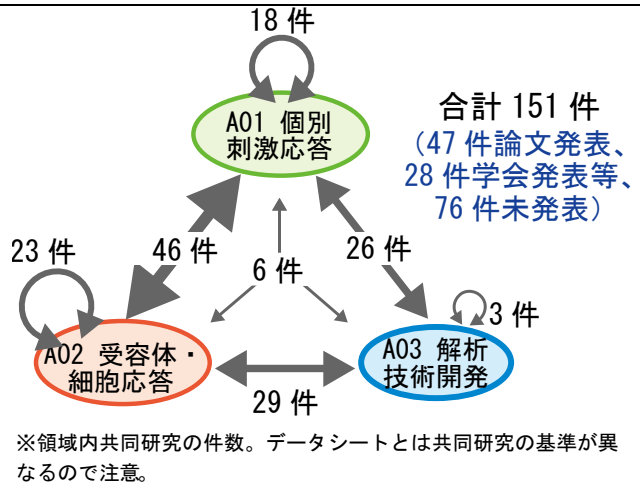 18 件
A01 個別
刺激応答
合計 151 件
（47 件論文発表、
28 件学会発表等、
76 件未発表）
23 件
46 件
6 件
26 件
3 件
A02 受容体・
細胞応答
A03 解析
技術開発
29 件
※領域内共同研究の件数。データシートとは共同研究の基準が異
なるので注意。